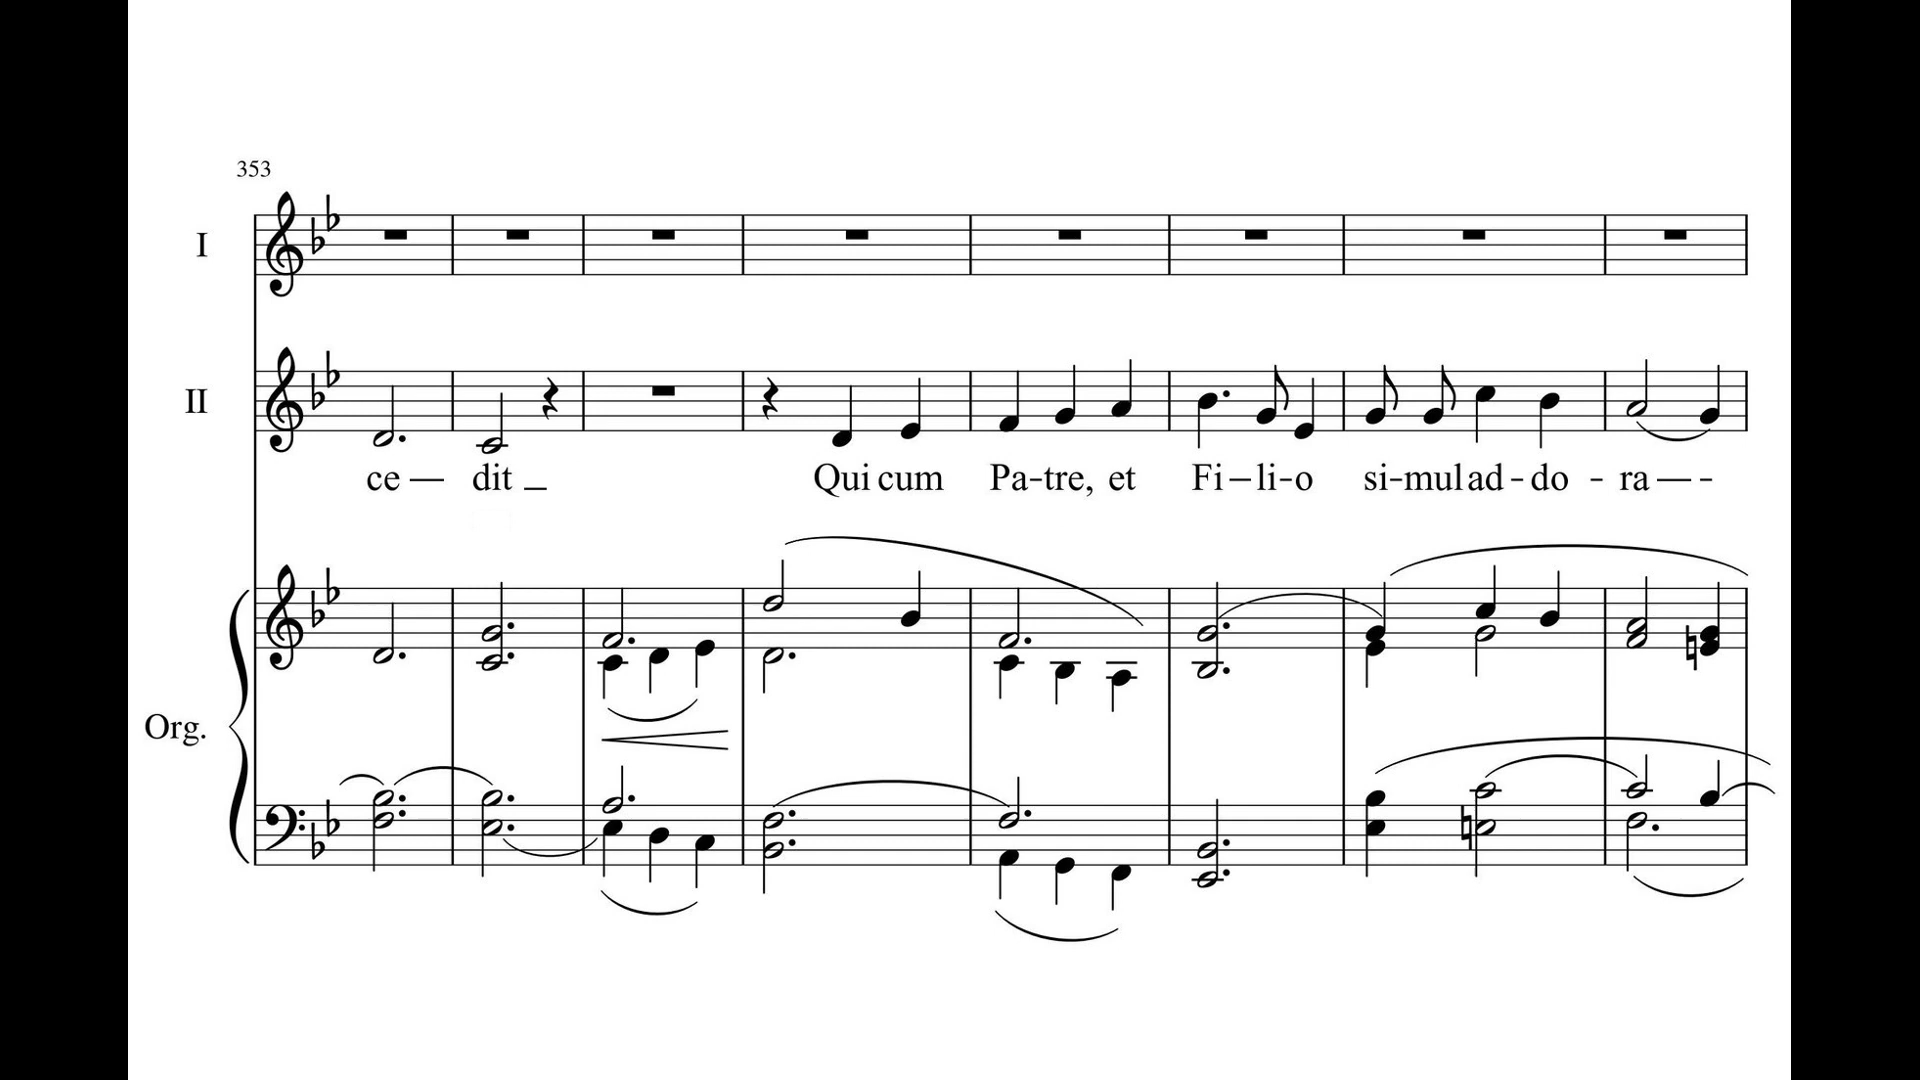 353
I
II
ce — dit _ Qui cum Pa-tre, et Fi-li-o si-mul ad-do-ra — -
Org.